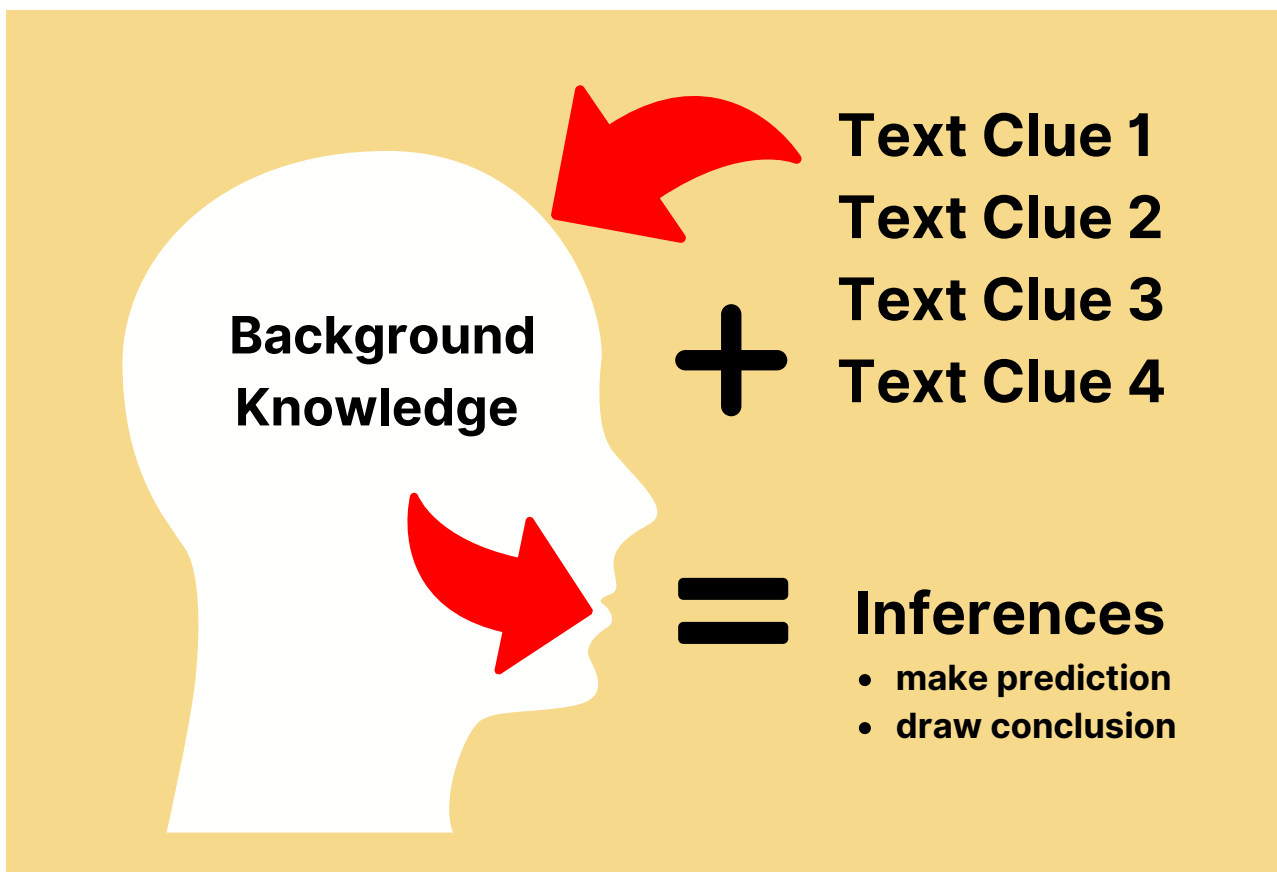 Background
Knowledge
+
Text Clue 1
Text Clue 2
Text Clue 3
Text Clue 4
=
Inferences
• make prediction
• draw conclusion